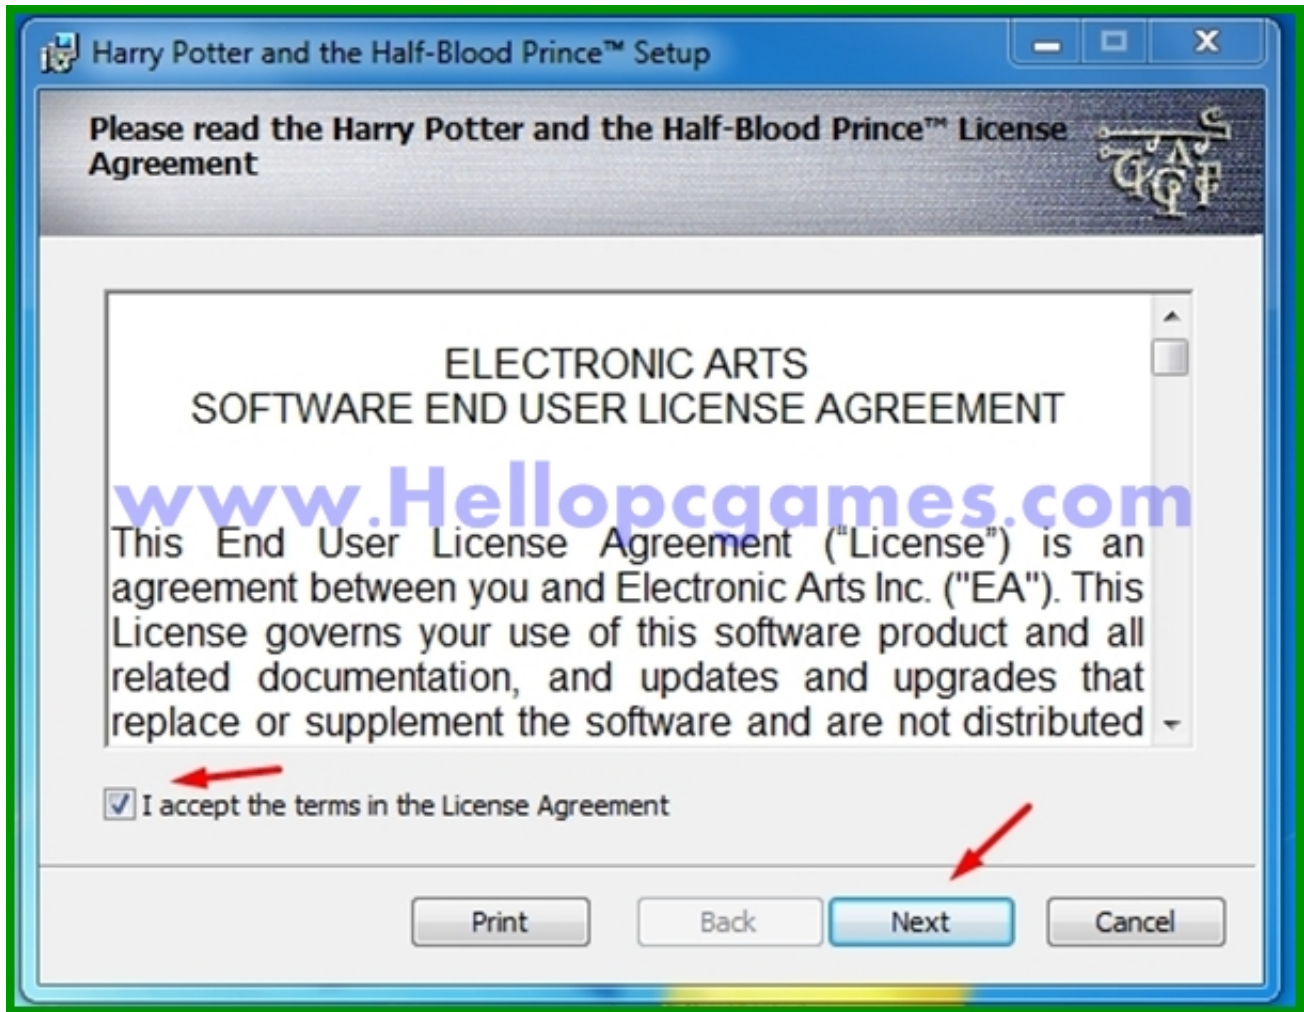 Harry Potter and the Half-Blood Prince™ Setup
Please read the Harry Potter and the Half-Blood Prince™ License
Agreement
ELECTRONIC ARTS
SOFTWARE END USER LICENSE AGREEMENT
www.Hellopcgames.com
This End User License Agreement (“License”) is an
agreement between you and Electronic Arts Inc. ("EA"). This
License governs your use of this software product and all
related documentation, and updates and upgrades that
replace or supplement the software and are not distributed
I accept the terms in the License Agreement
Print Back Next Cancel